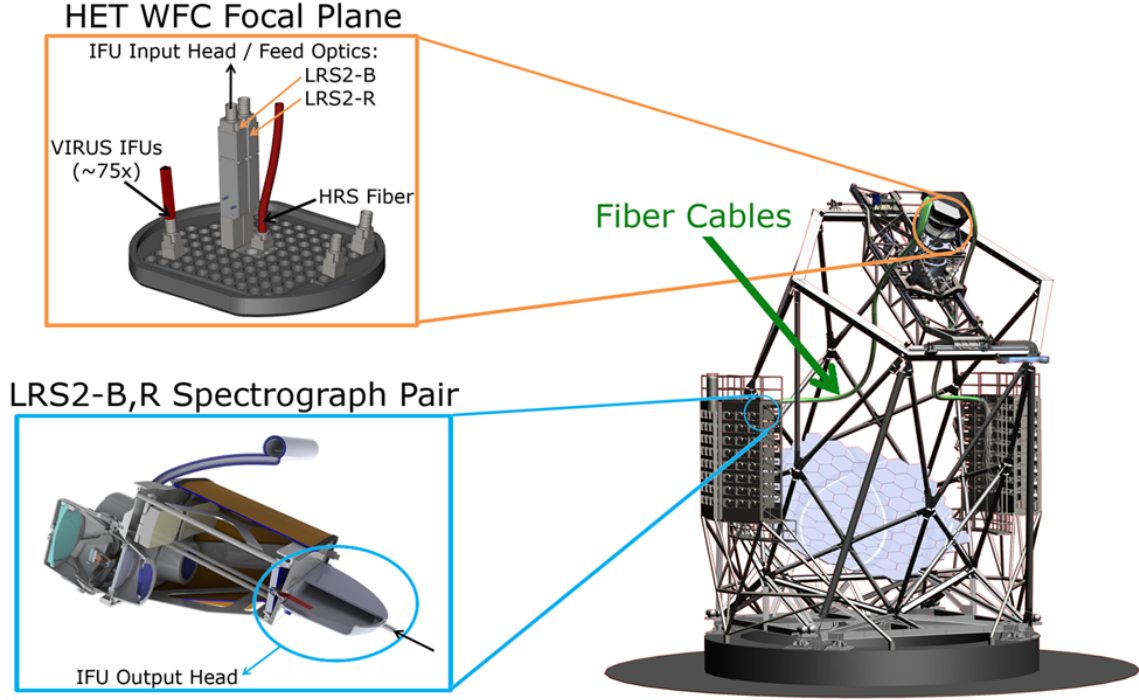 HET WFC Focal Plane
IFU Input Head / Feed Optics:
LRS2-B
LRS2-R
VIRUS IFUs
(~75x)
HRS Fiber
Fiber Cables
LRS2-B,R Spectrograph Pair
IFU Output Head